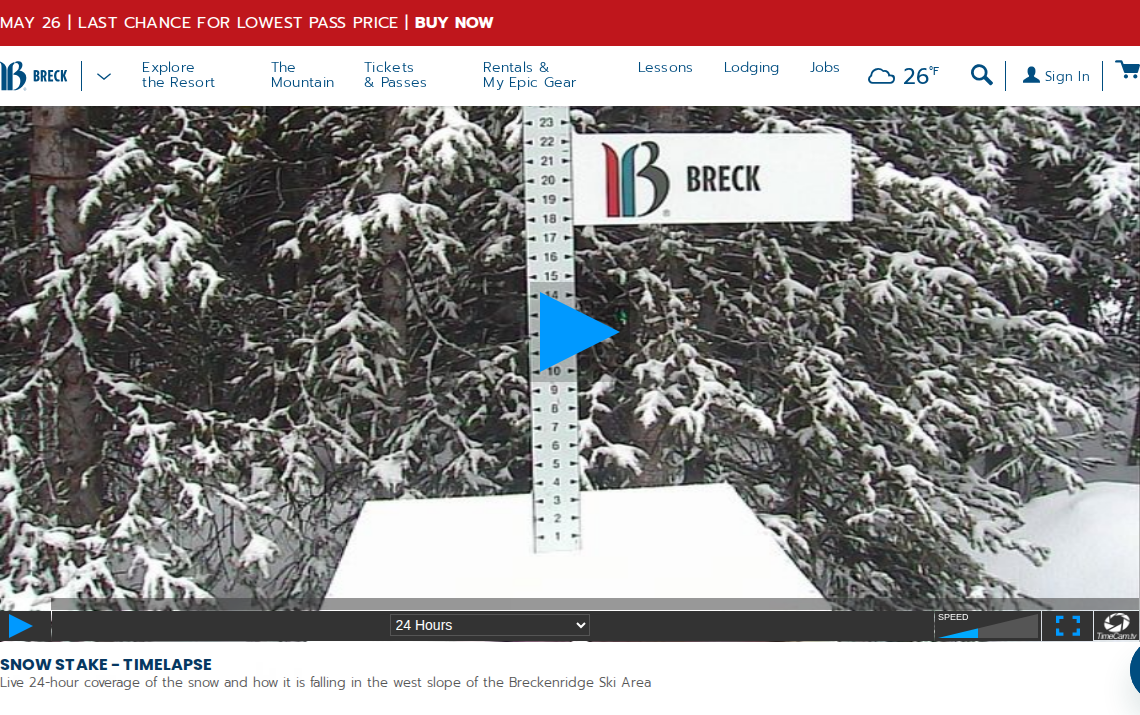 MAY 26 | LAST CHANCE FOR LOWEST PASS PRICE | BUY NOW
BRECK
Explore
the Resort
The
Mountain
Tickets
& Passes
Rentals &
My Epic Gear
Lessons
Lodging
Jobs
26°F
Sign In
23
22
21
20
19
18
17
16
15
14
10
9
8
7
6
5
4
3
2
1
B BRECK ®
24 Hours
SPEED
TimeCam.tv
SNOW STAKE - TIMELAPSE
Live 24-hour coverage of the snow and how it is falling in the west slope of the Breckenridge Ski Area